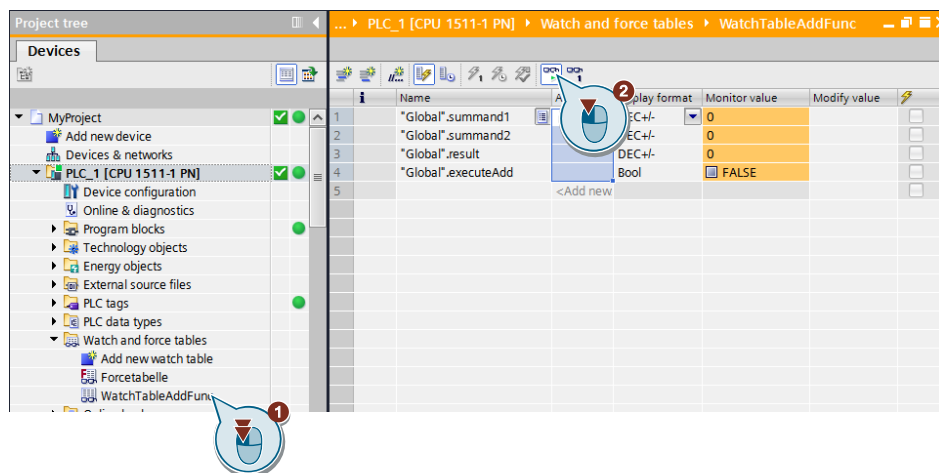 Project tree
... PLC_1 [CPU 1511-1 PN] Watch and force tables WatchTableAddFunc
Devices
i Name A Display format Monitor value Modify value
MyProject
Add new device
Devices & networks
PLC_1 [CPU 1511-1 PN]
Device configuration
Online & diagnostics
Program blocks
Technology objects
Energy objects
External source files
PLC tags
PLC data types
Watch and force tables
Add new watch table
Forcetabelle
WatchTableAddFunc
1 "Global".summand1 DEC+/- 0
2 "Global".summand2 DEC+/- 0
3 "Global".result DEC+/- 0
4 "Global".executeAdd Bool FALSE
5 <Add new
1
2